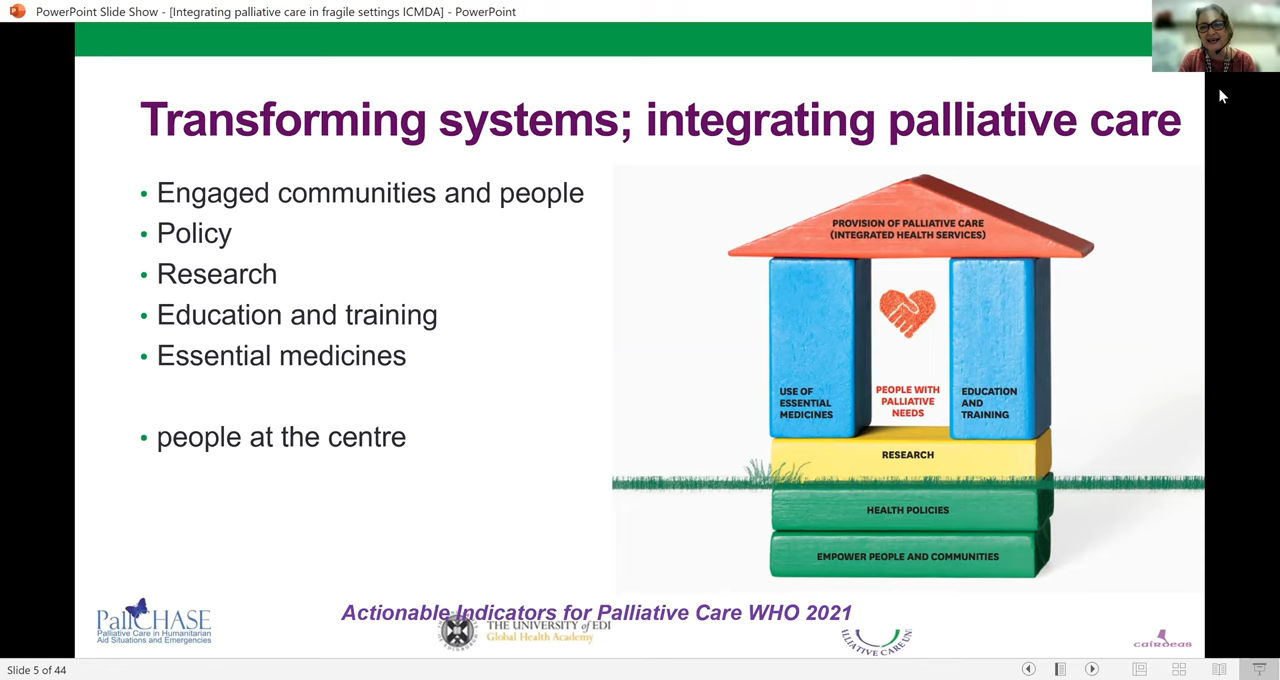 PowerPoint Slide Show - [Integrating palliative care in fragile settings ICMDA] - PowerPoint
Transforming systems; integrating palliative care
• Engaged communities and people
• Policy
• Research
• Education and training
• Essential medicines
• people at the centre
PROVISION OF PALLIATIVE CARE
(INTEGRATED HEALTH SERVICES)
USE OF
ESSENTIAL
MEDICINES
PEOPLE WITH
PALLIATIVE
NEEDS
EDUCATION
AND
TRAINING
RESEARCH
HEALTH POLICIES
EMPOWER PEOPLE AND COMMUNITIES
Actionable Indicators for Palliative Care WHO 2021
PallCHASE
Palliative Care in Humanitarian
Aid Situations and Emergencies
THE UNIVERSITY of EDI
Global Health Academy
LLIATIVE CARE UN
cairdeas
Slide 5 of 44